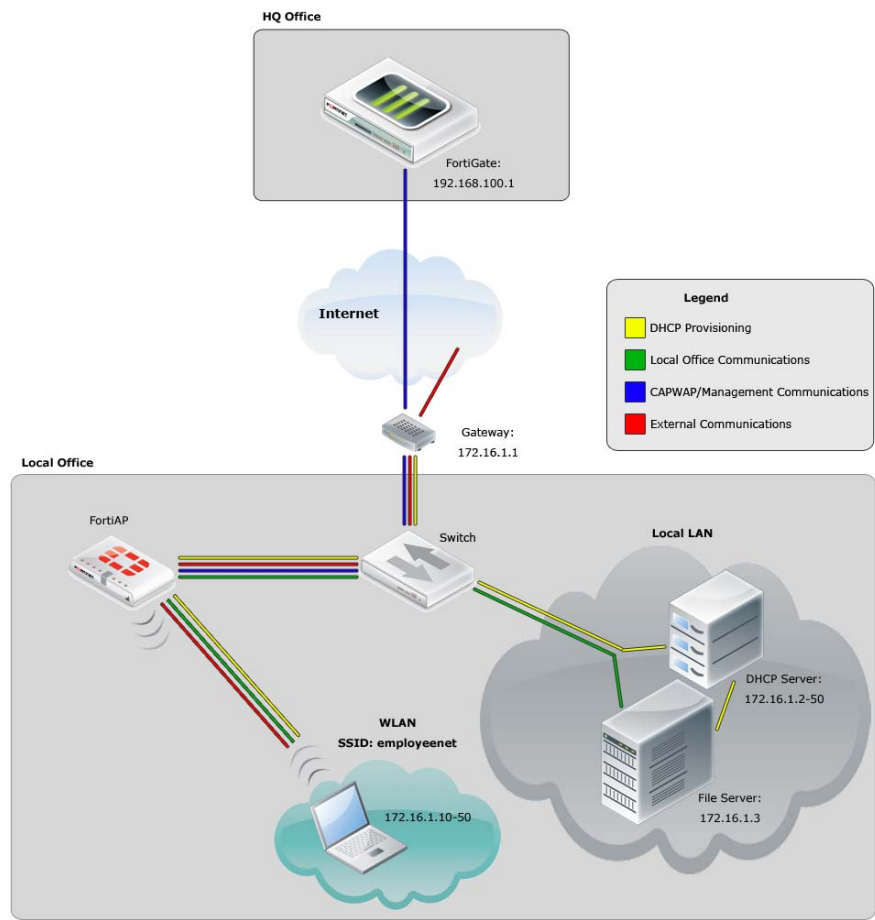 HQ Office
FortiGate:
192.168.100.1
Internet
Legend
DHCP Provisioning
Local Office Communications
CAPWAP/Management Communications
External Communications
Gateway:
172.16.1.1
Local Office
FortiAP
Switch
Local LAN
DHCP Server:
172.16.1.2-50
WLAN
SSID: employeenet
172.16.1.10-50
File Server:
172.16.1.3